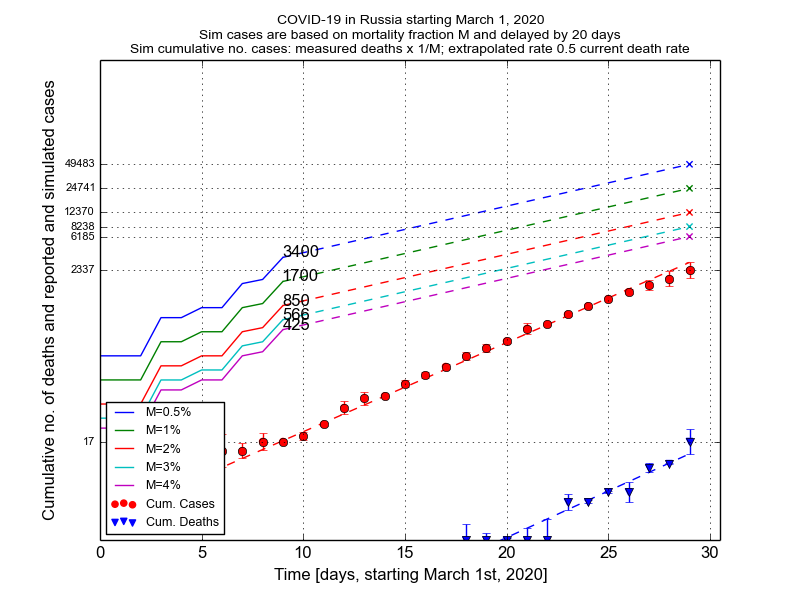 COVID-19 in Russia starting March 1, 2020
Sim cases are based on mortality fraction M and delayed by 20 days
Sim cumulative no. cases: measured deaths x 1/M; extrapolated rate 0.5 current death rate
Cumulative no. of deaths and reported and simulated cases
49483
24741
12370
8238
6185
2337
17
3400
1700
850
566
425
M=0.5%
M=1%
M=2%
M=3%
M=4%
Cum. Cases
Cum. Deaths
0 5 10 15 20 25 30
Time [days, starting March 1st, 2020]